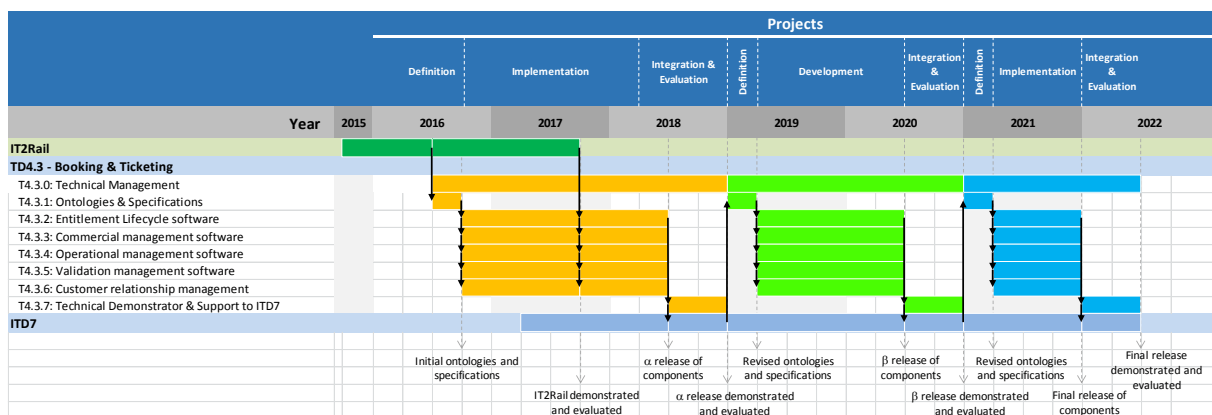 Projects
Definition
Implementation
Integration &
Evaluation
Definition
Development
Integration
&
Evaluation
Definition
Implementation
Integration
&
Evaluation
Year 2015 2016 2017 2018 2019 2020 2021 2022
IT2Rail
TD4.3 - Booking & Ticketing
T4.3.0: Technical Management
T4.3.1: Ontologies & Specifications
T4.3.2: Entitlement Lifecycle software
T4.3.3: Commercial management software
T4.3.4: Operational management software
T4.3.5: Validation management software
T4.3.6: Customer relationship management
T4.3.7: Technical Demonstrator & Support to ITD7
ITD7
Initial ontologies and
specifications
α release of
components
Revised ontologies
and specifications
β release of
components
Revised ontologies
and specifications
Final release
demonstrated and
evaluated
IT2Rail demonstrated
and evaluated
α release demonstrated
and evaluated
β release demonstrated
and evaluated
Final release of
components